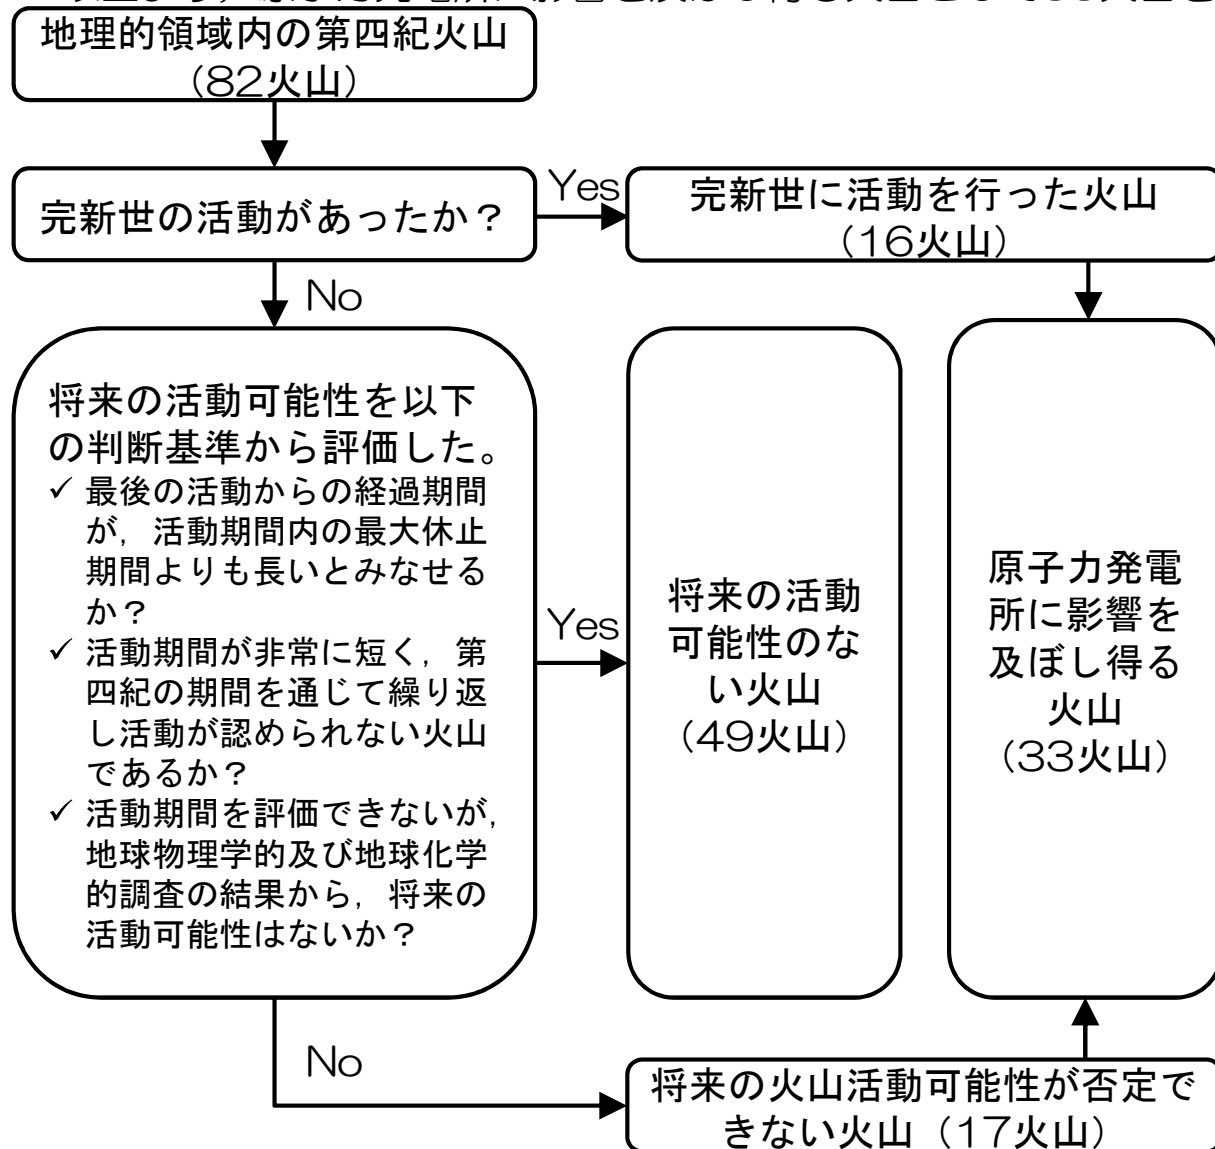 地理的領域内の第四紀火山
(82火山)
完新世の活動があったか？
Yes
完新世に活動を行った火山
(16火山)
No
将来の活動可能性を以下
の判断基準から評価した。
✓ 最後の活動からの経過期間
が，活動期間内の最大休止
期間よりも長いとみなせる
か？
✓ 活動期間が非常に短く，第
四紀の期間を通じて繰り返
し活動が認められない火山
であるか？
✓ 活動期間を評価できないが，
地球物理学的及び地球化学
的調査の結果から，将来の
活動可能性はないか？
Yes
将来の活動
可能性のな
い火山
(49火山)
原子力発電
所に影響を
及ぼし得る
火山
(33火山)
No
将来の火山活動可能性が否定で
きない火山（17火山）